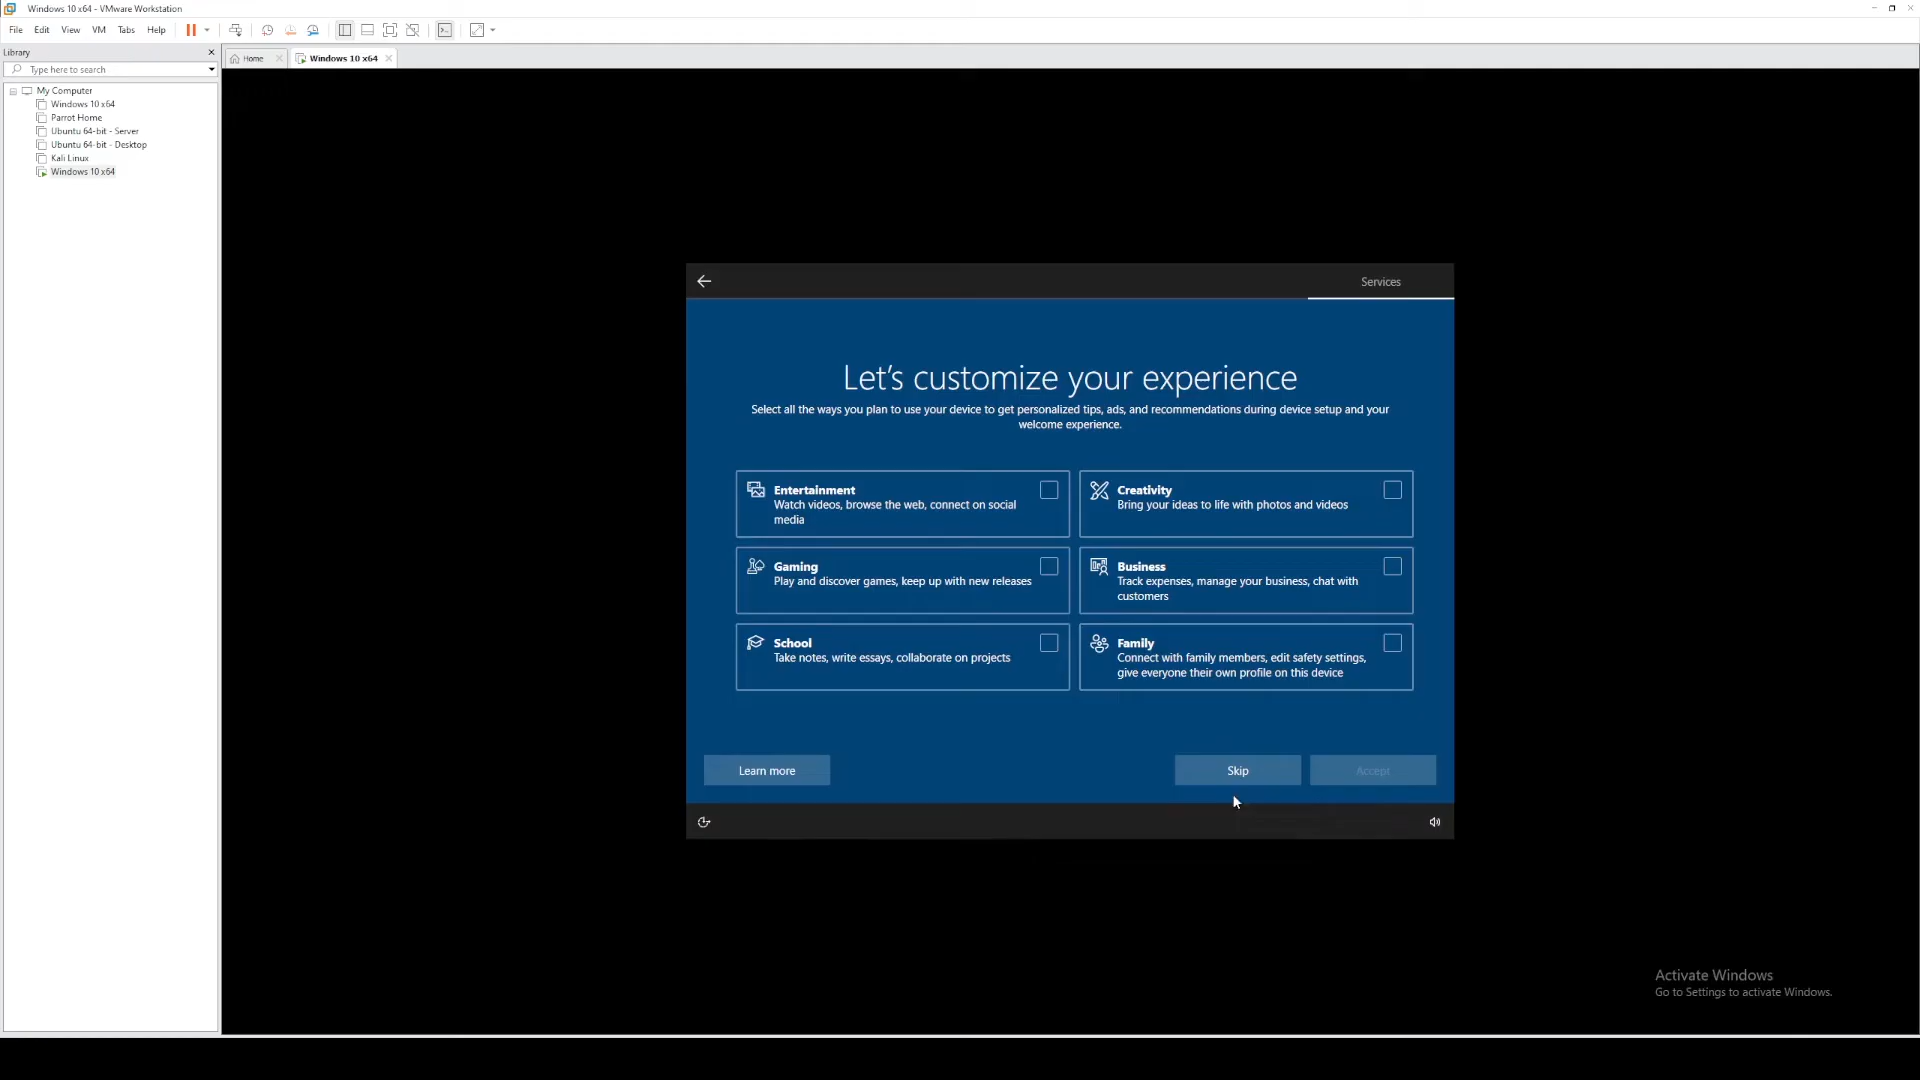 Windows 10 x64 - VMware Workstation
File Edit View VM Tabs Help
Library
Type here to search
Home
Windows 10 x64
My Computer
Windows 10 x64
Parrot Home
Ubuntu 64-bit - Server
Ubuntu 64-bit - Desktop
Kali Linux
Windows 10 x64
Services
Let's customize your experience
Select all the ways you plan to use your device to get personalized tips, ads, and recommendations during device setup and your
welcome experience.
Entertainment
Watch videos, browse the web, connect on social
media
Creativity
Bring your ideas to life with photos and videos
Gaming
Play and discover games, keep up with new releases
Business
Track expenses, manage your business, chat with
customers
School
Take notes, write essays, collaborate on projects
Family
Connect with family members, edit safety settings,
give everyone their own profile on this device
Learn more
Skip
Accept
Activate Windows
Go to Settings to activate Windows.